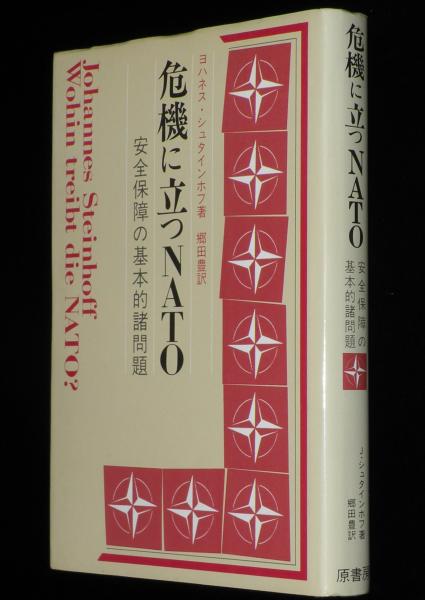 ヨハネス・シュタインホフ著　郷田豊訳
危機に立つNATO
安全保障の基本的諸問題
Johannes Steinhoff
Wohin treibt die NATO?
危機に立つNATO
安全保障の
基本的諸問題
J・シュタインホフ著
郷田豊訳
原書房